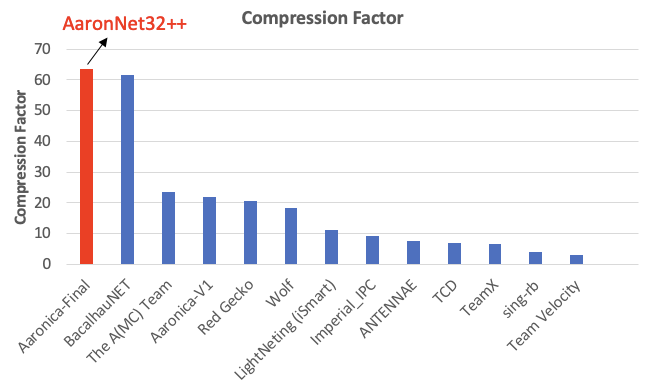 Compression Factor
AaronNet32++
Compression Factor
70
60
50
40
30
20
10
0
Aaronica-Final
BacalhauNET
The A(MC) Team
Aaronica-V1
Red Gecko
Wolf
LightNeting (iSmart)
Imperial_IPC
ANTENNAE
TCD
TeamX
sing-rb
Team Velocity